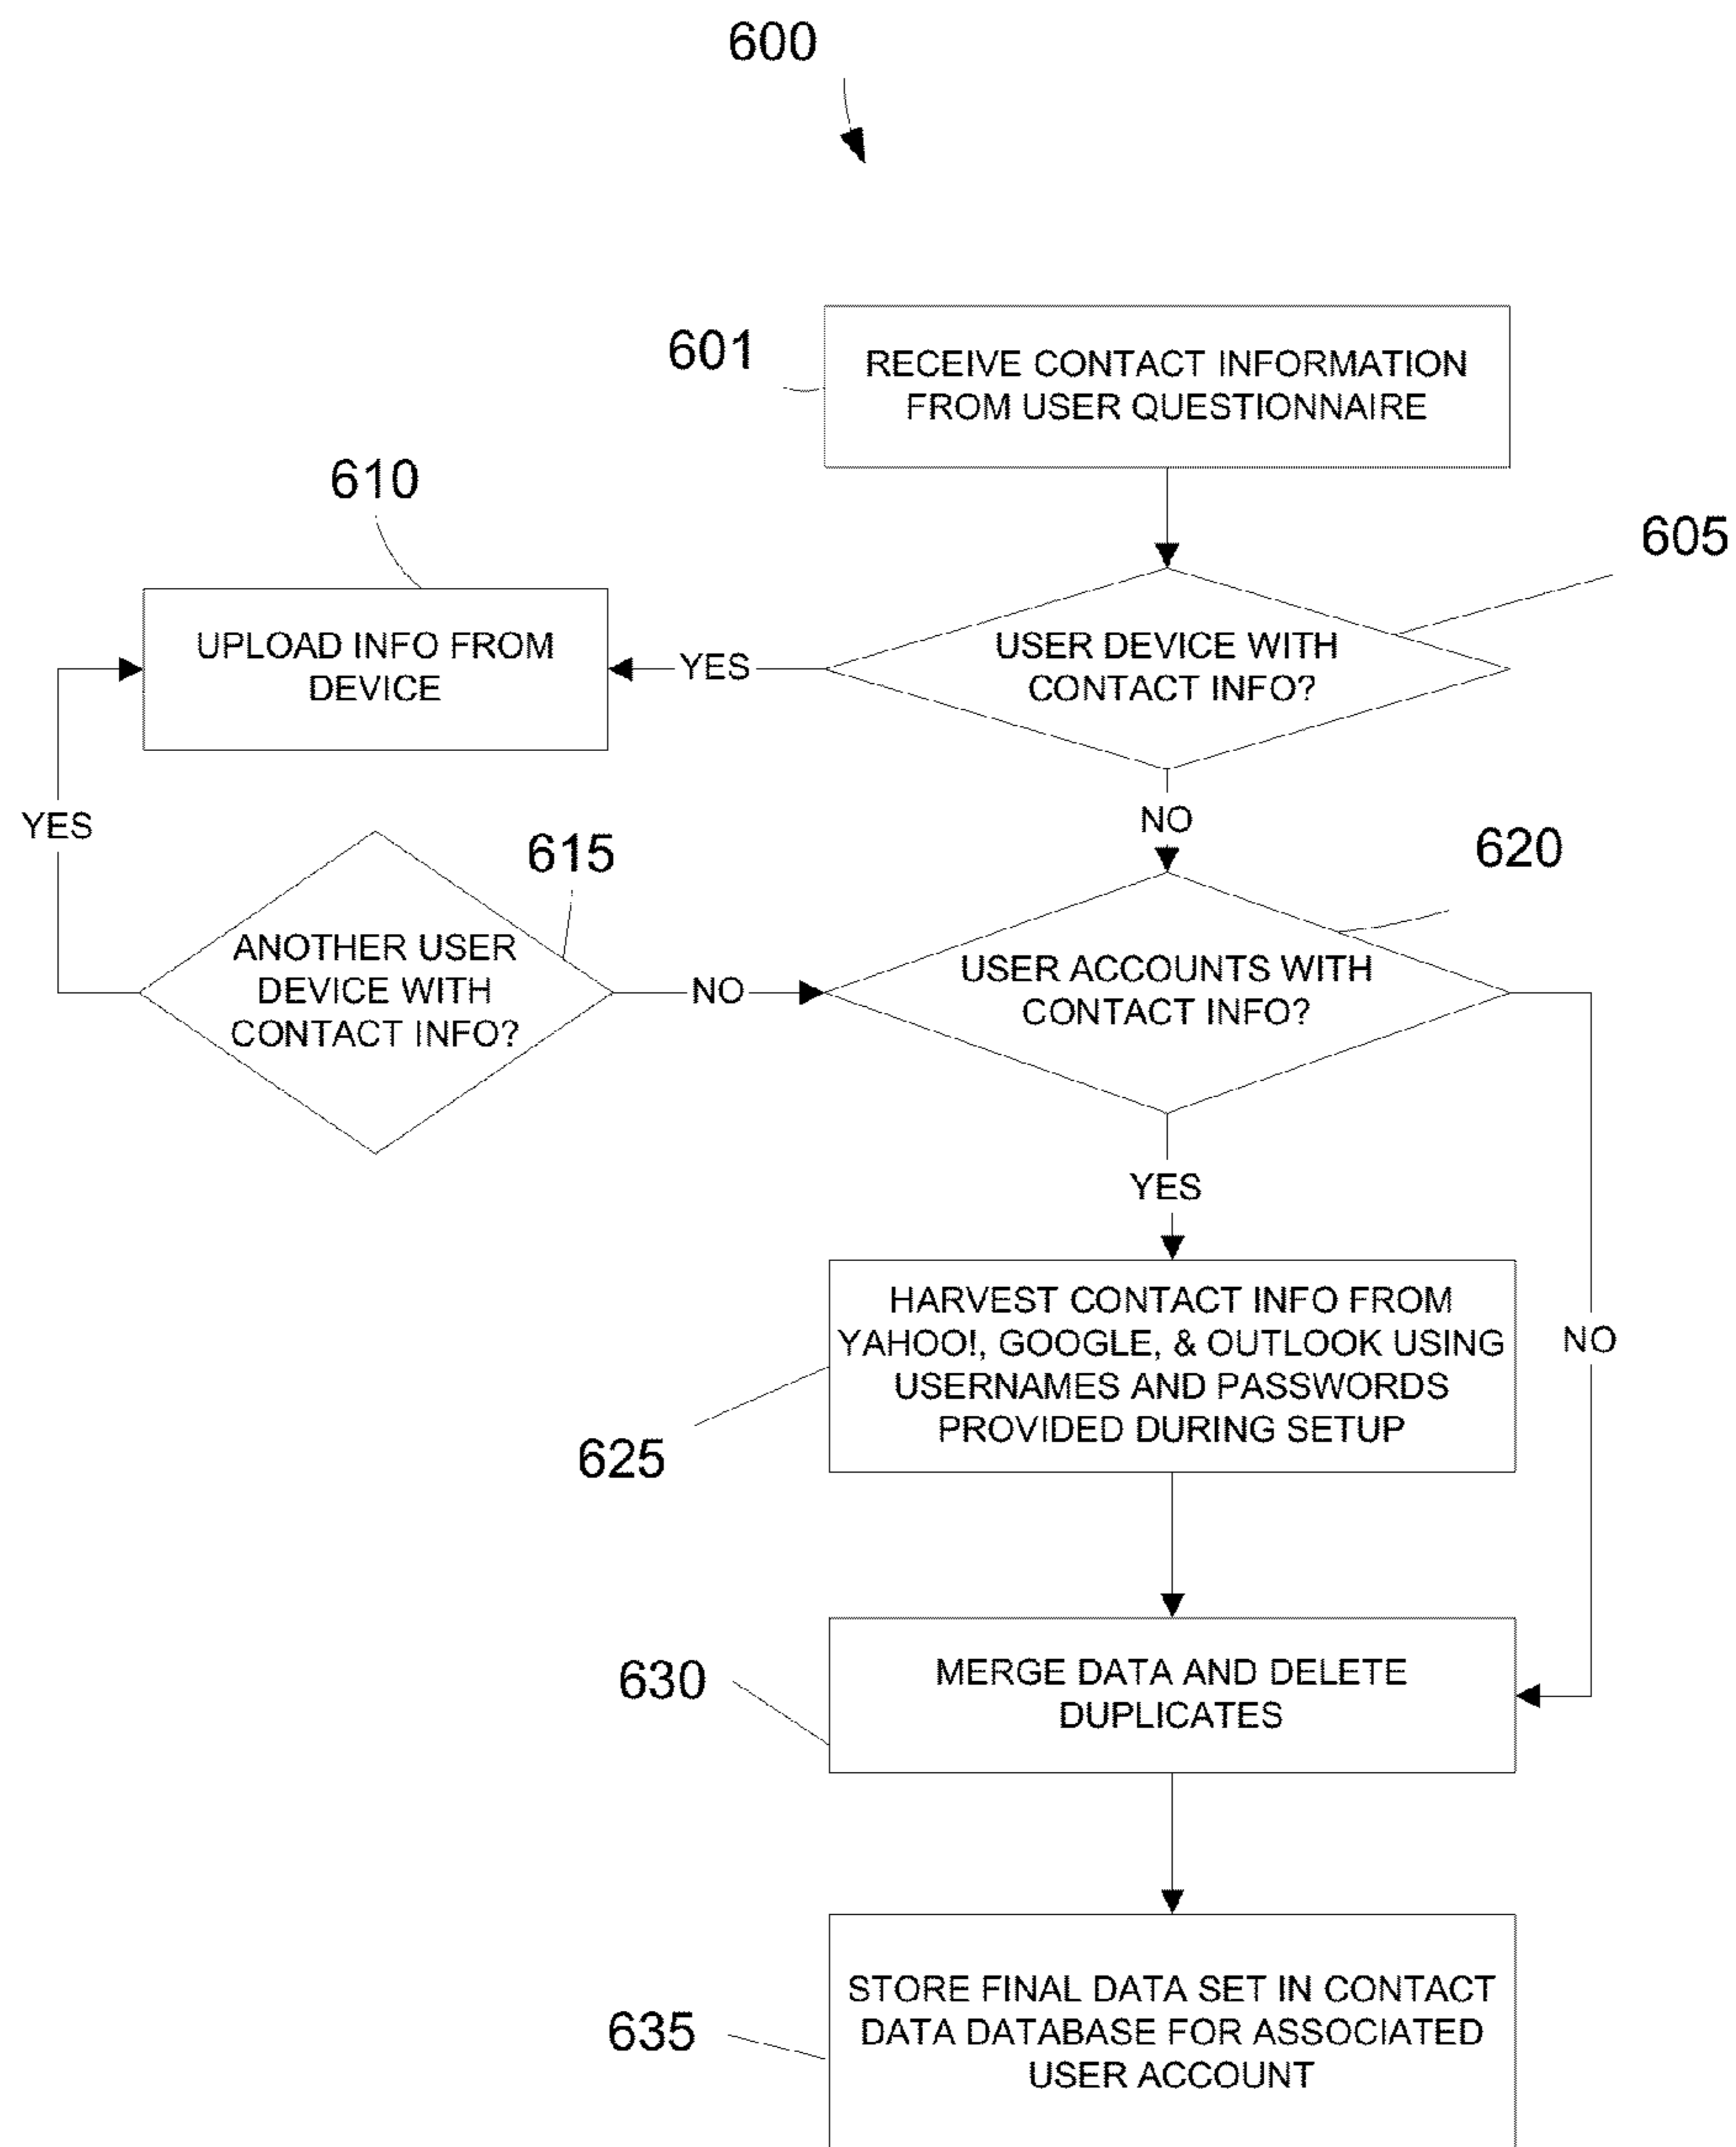 600
601
RECEIVE CONTACT INFORMATION
FROM USER QUESTIONNAIRE
610
605
UPLOAD INFO FROM
DEVICE
YES
USER DEVICE WITH
CONTACT INFO?
YES
NO
615
620
ANOTHER USER
DEVICE WITH
CONTACT INFO?
NO
USER ACCOUNTS WITH
CONTACT INFO?
YES
HARVEST CONTACT INFO FROM
YAHOO!, GOOGLE, & OUTLOOK USING
USERNAMES AND PASSWORDS
PROVIDED DURING SETUP
NO
625
630
MERGE DATA AND DELETE
DUPLICATES
635
STORE FINAL DATA SET IN CONTACT
DATA DATABASE FOR ASSOCIATED
USER ACCOUNT